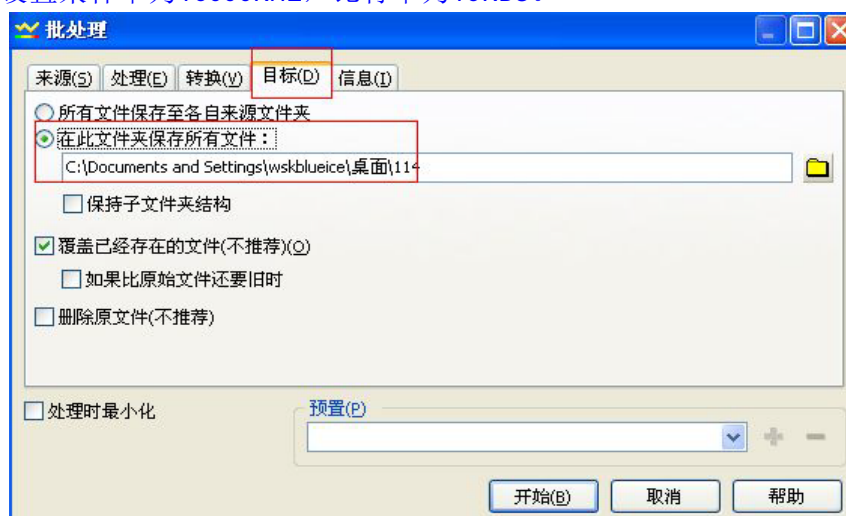 批处理
来源(S) 处理(E) 转换(V) 目标(D) 信息(I)
所有文件保存至各自来源文件夹
在此文件夹保存所有文件：
C:\Documents and Settings\wskblueice\桌面\114
保持子文件夹结构
覆盖已经存在的文件(不推荐)(O)
如果比原始文件还要旧时
删除原文件(不推荐)
处理时最小化
预置(P)
开始(B) 取消 帮助